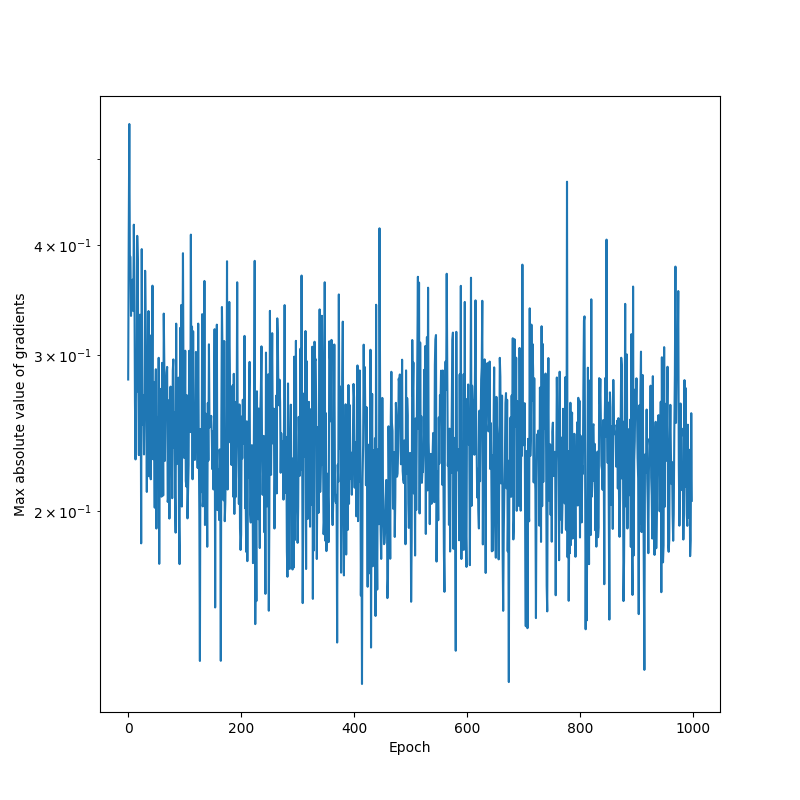 Max absolute value of gradients
4 × 10⁻¹
3 × 10⁻¹
2 × 10⁻¹
0 200 400 600 800 1000
Epoch